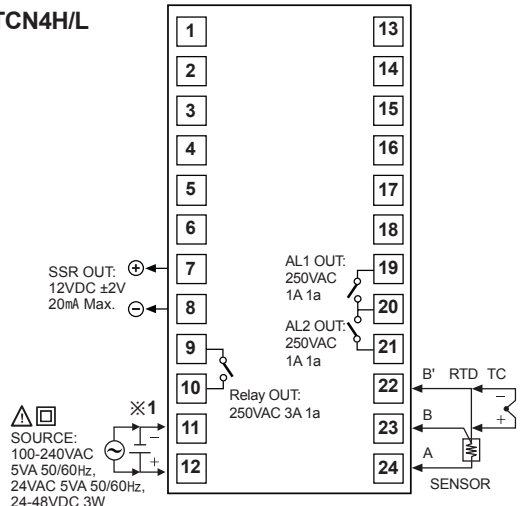 TCN4H/L
1
2
3
4
5
6
7
8
9
10
11
12
13
14
15
16
17
18
19
20
21
22
23
24
SSR OUT:
12VDC ±2V
20mA Max.
+
−
Relay OUT:
250VAC 3A 1a
※1
SOURCE:
100-240VAC
5VA 50/60Hz,
24VAC 5VA 50/60Hz,
24-48VDC 3W
−
+
AL1 OUT:
250VAC
1A 1a
AL2 OUT:
250VAC
1A 1a
B' RTD TC
B
A
−
+
SENSOR